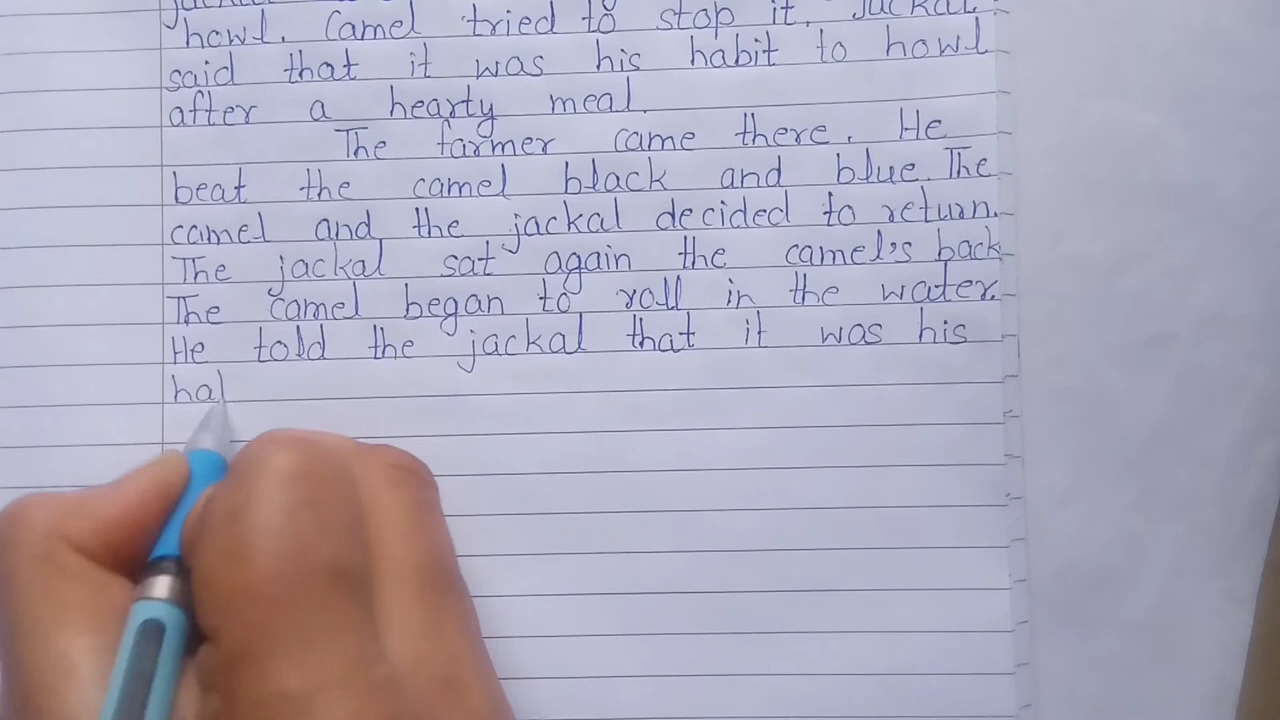 howl. Camel tried to stop it. Jackal
said that it was his habit to howl
after a hearty meal.
The farmer came there. He
beat the camel black and blue. The
camel and the jackal decided to return.
The jackal sat again the camel's back
The camel began to roll in the water.
He told the jackal that it was his
ha